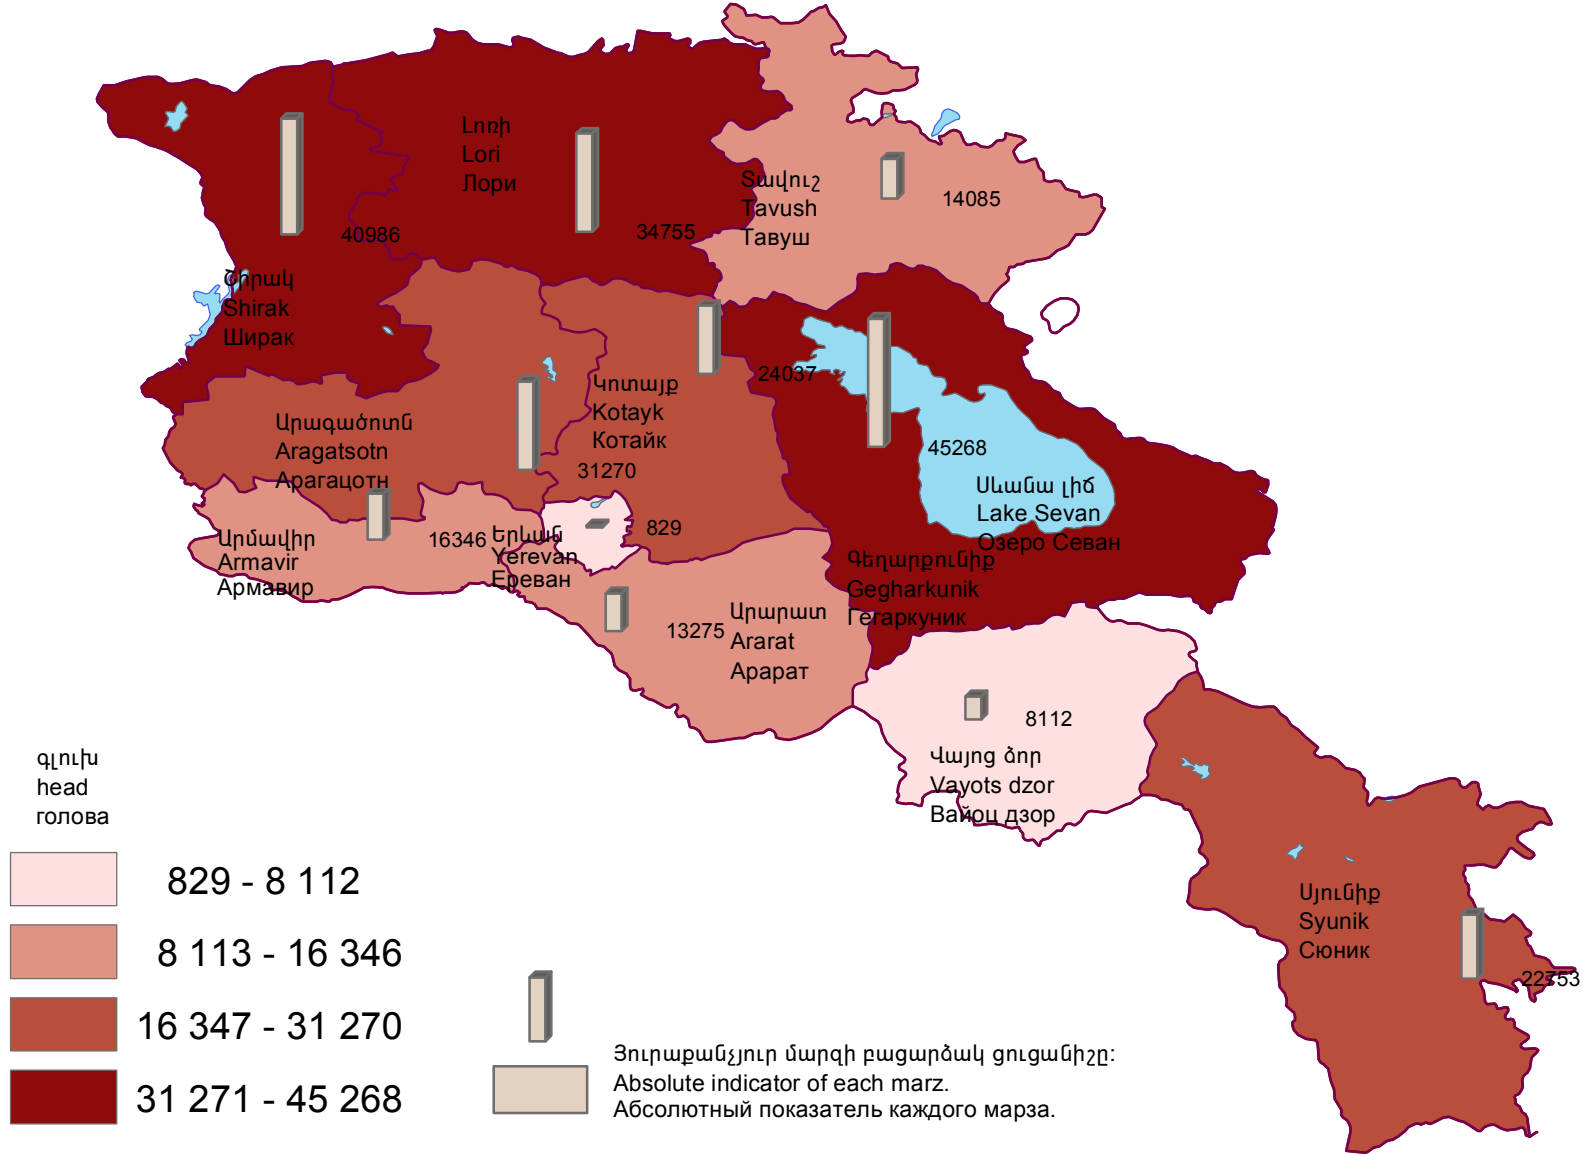 Լոռի
Lori
Лори
34755
Տավուշ
Tavush
Тавуш
14085
40986
Շիրակ
Shirak
Ширак
24037
Կոտայք
Kotayk
Котайк
Արագածոտն
Aragatsotn
Арагацотн
31270
45268
Սևանա լիճ
Lake Sevan
Озеро Севан
Արմավիր
Armavir
Армавир
16346
Երևան
Yerevan
Ереван
829
Գեղարքունիք
Gegharkunik
Гегаркуник
13275
Արարատ
Ararat
Арарат
8112
Վայոց ձոր
Vayots dzor
Вайоц дзор
Սյունիք
Syunik
Сюник
22753
գլուխ
head
голова
829 - 8 112
8 113 - 16 346
16 347 - 31 270
31 271 - 45 268
Յուրաքանչյուր մարզի բացարձակ ցուցանիշը:
Absolute indicator of each marz.
Абсолютный показатель каждого марза.